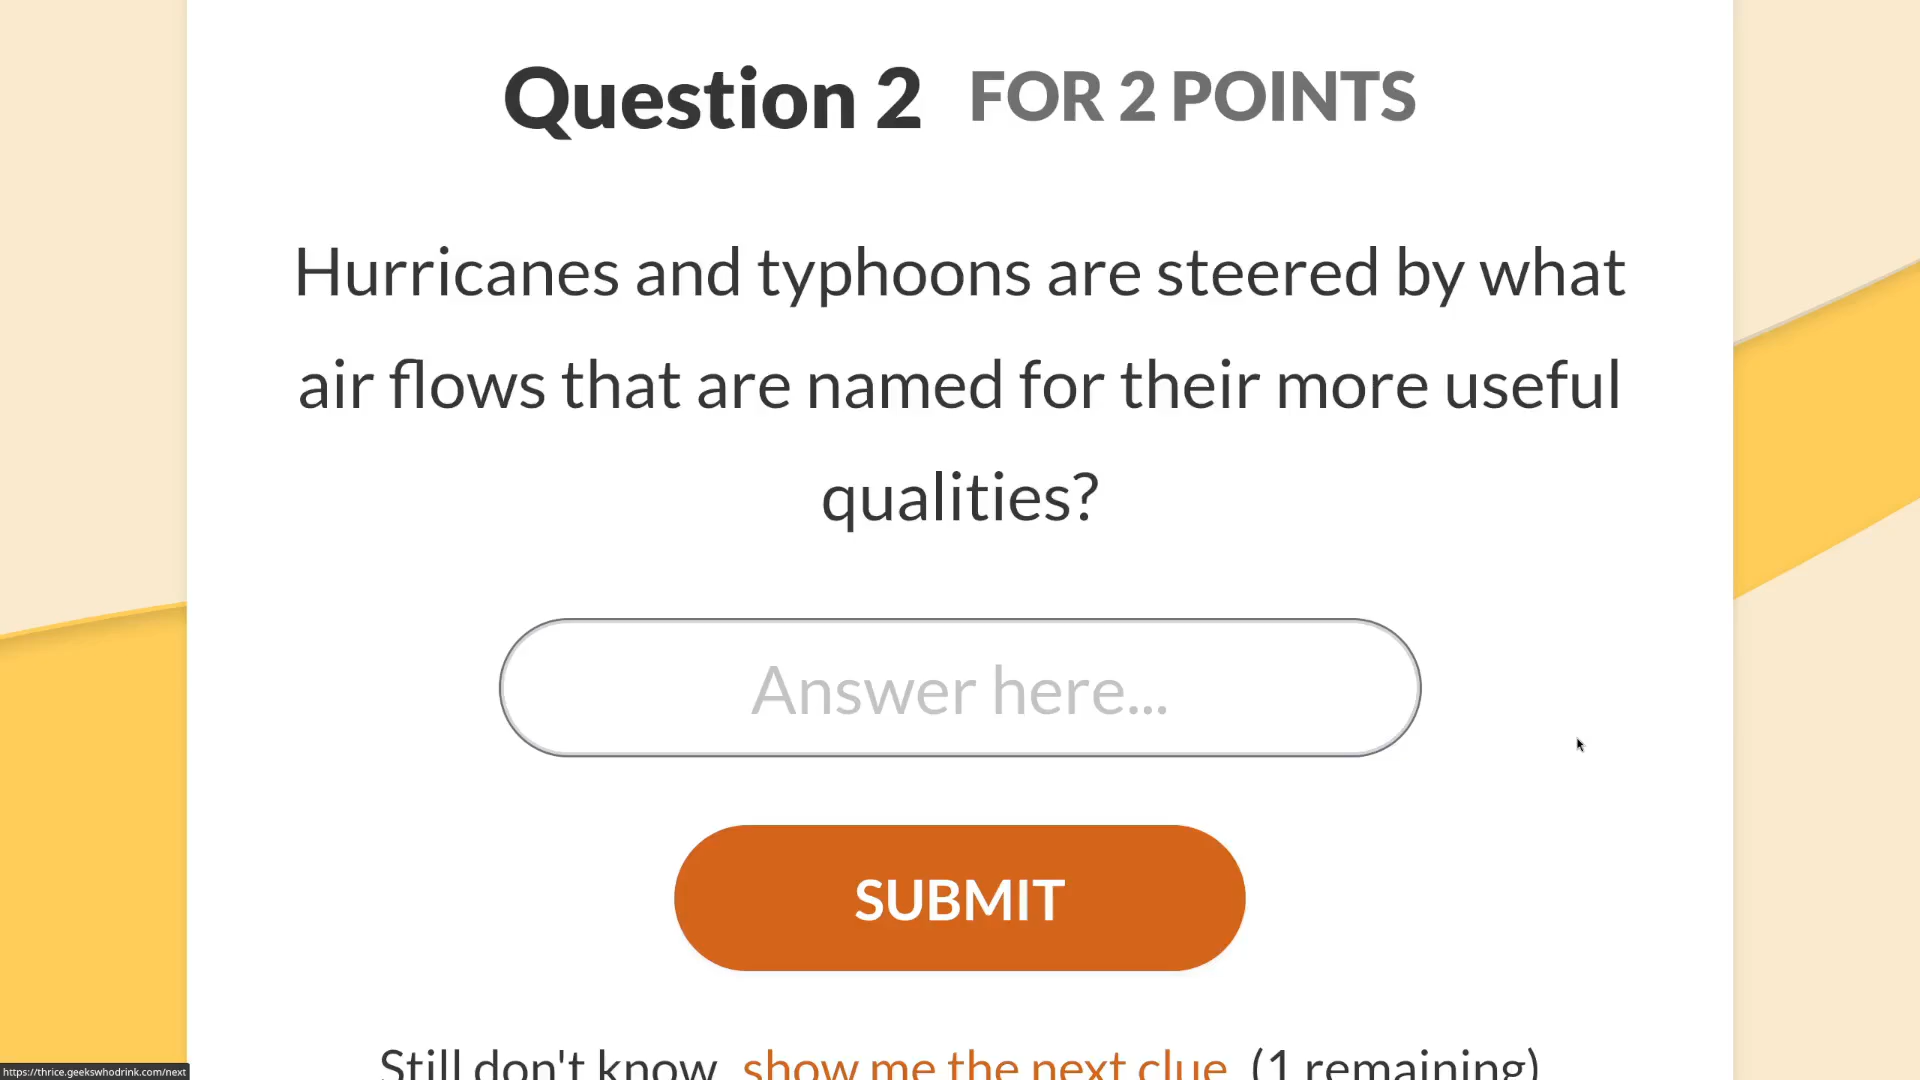 Question 2 FOR 2 POINTS
Hurricanes and typhoons are steered by what
air flows that are named for their more useful
qualities?
Answer here...
SUBMIT
Still don't know show me the next clue (1 remaining)
https://thrice.geekswhodrink.com/next